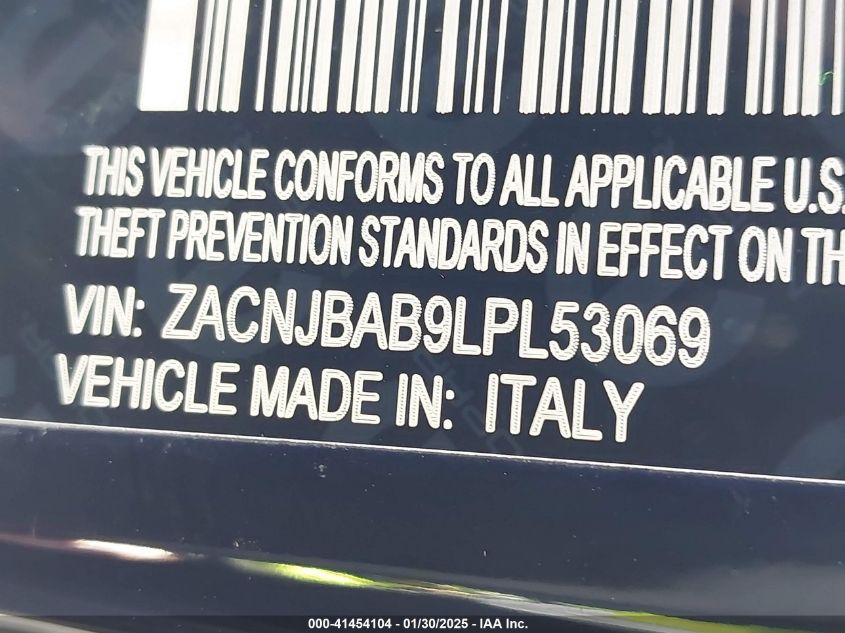 THIS VEHICLE CONFORMS TO ALL APPLICABLE U.S.
THEFT PREVENTION STANDARDS IN EFFECT ON TH
VIN: ZACNJBAB9LPL53069
VEHICLE MADE IN: ITALY
000-41454104 - 01/30/2025 - IAA Inc.